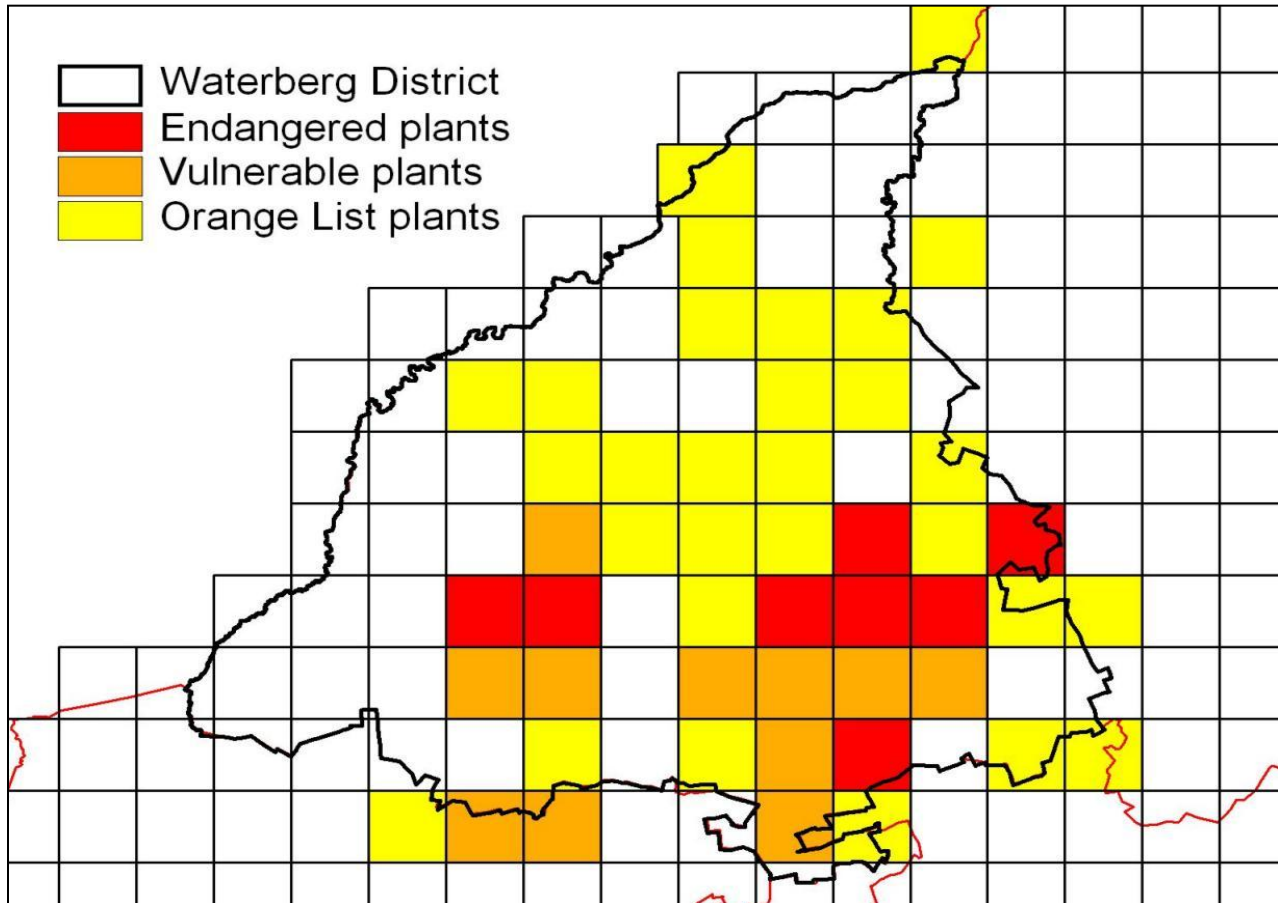 Waterberg District
Endangered plants
Vulnerable plants
Orange List plants